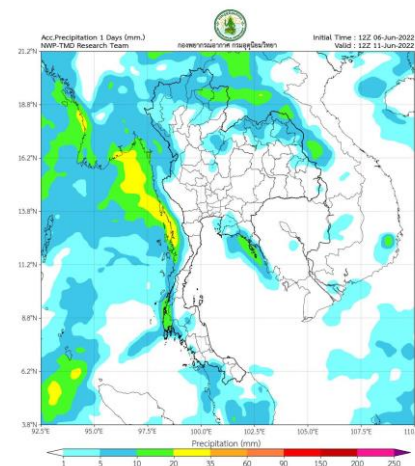 Acc.Precipitation 1 Days (mm.)
Initial Time : 12Z 06-Jun-2022
NWP-TMD Research Team
กองพยากรณ์อากาศ กรมอุตุนิยมวิทยา
Valid : 12Z 11-Jun-2022
21.2°N
18.8°N
16.2°N
13.8°N
11.2°N
8.8°N
6.2°N
3.8°N
92.5°E 95.0°E 97.5°E 100.0°E 102.5°E 105.0°E 107.5°E 110.
Precipitation (mm)
1 5 10 20 35 60 90 150 200 250